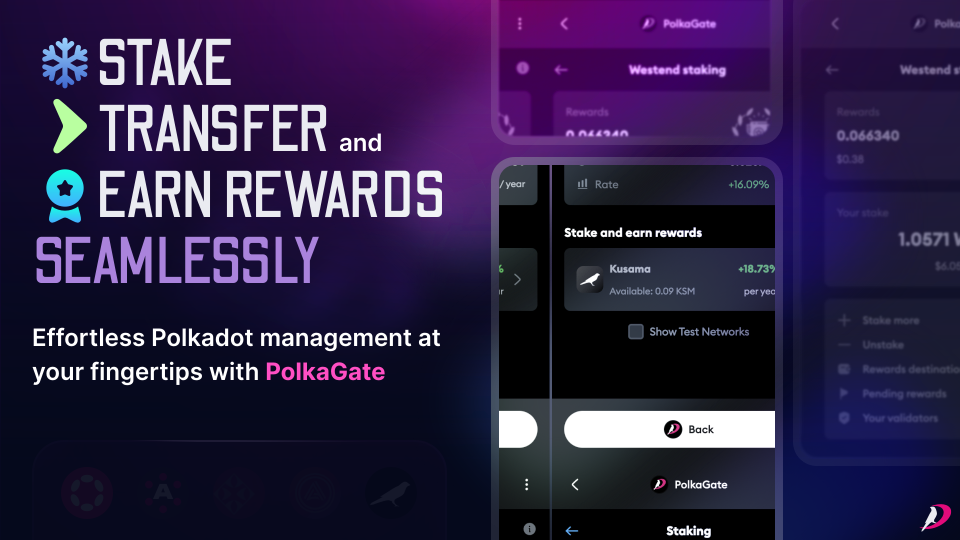 STAKE
TRANSFER and
EARN REWARDS
SEAMLESSLY
Effortless Polkadot management at
your fingertips with PolkaGate
PolkaGate
Westend staking
Rewards
0.066340
/ year
Rate
+16.09%
Stake and earn rewards
Kusama
+18.73%
Available: 0.09 KSM
per year
Show Test Networks
Back
PolkaGate
Staking
Westend s
Rewards
0.066340
$0.38
Your stake
1.0571
Stake more
Unstake
Rewards destination
Pending rewards
Your validators